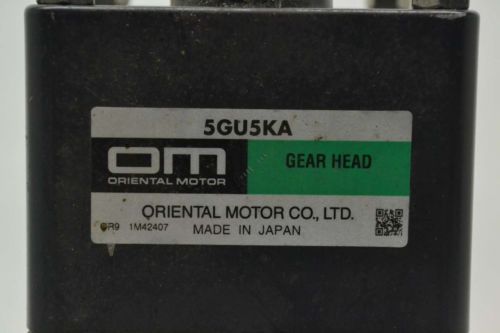 5GU5KA
OM
ORIENTAL MOTOR
GEAR HEAD
ORIENTAL MOTOR CO., LTD.
1M42407 MADE IN JAPAN